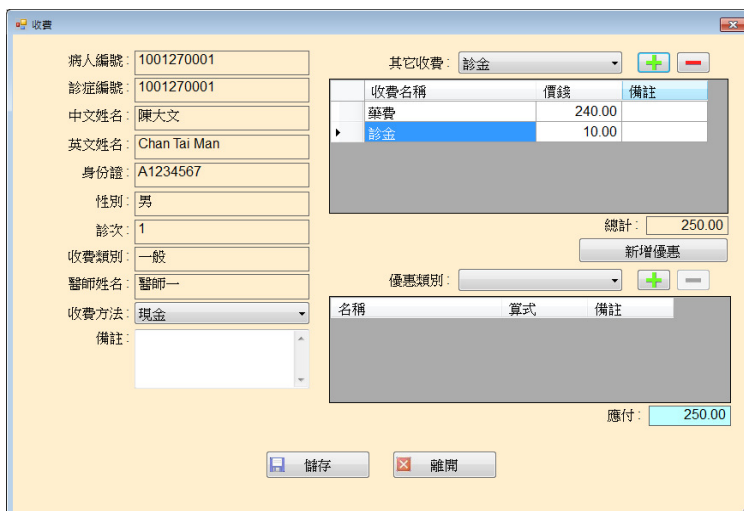 收費
病人編號: 1001270001
診症編號: 1001270001
中文姓名: 陳大文
英文姓名: Chan Tai Man
身份證: A1234567
性別: 男
診次: 1
收費類別: 一般
醫師姓名: 醫師一
收費方法: 現金
備註:
其它收費: 診金
收費名稱 價錢 備註
藥費 240.00
診金 10.00
總計: 250.00
新增優惠
優惠類別:
名稱 算式 備註
應付: 250.00
儲存 離開